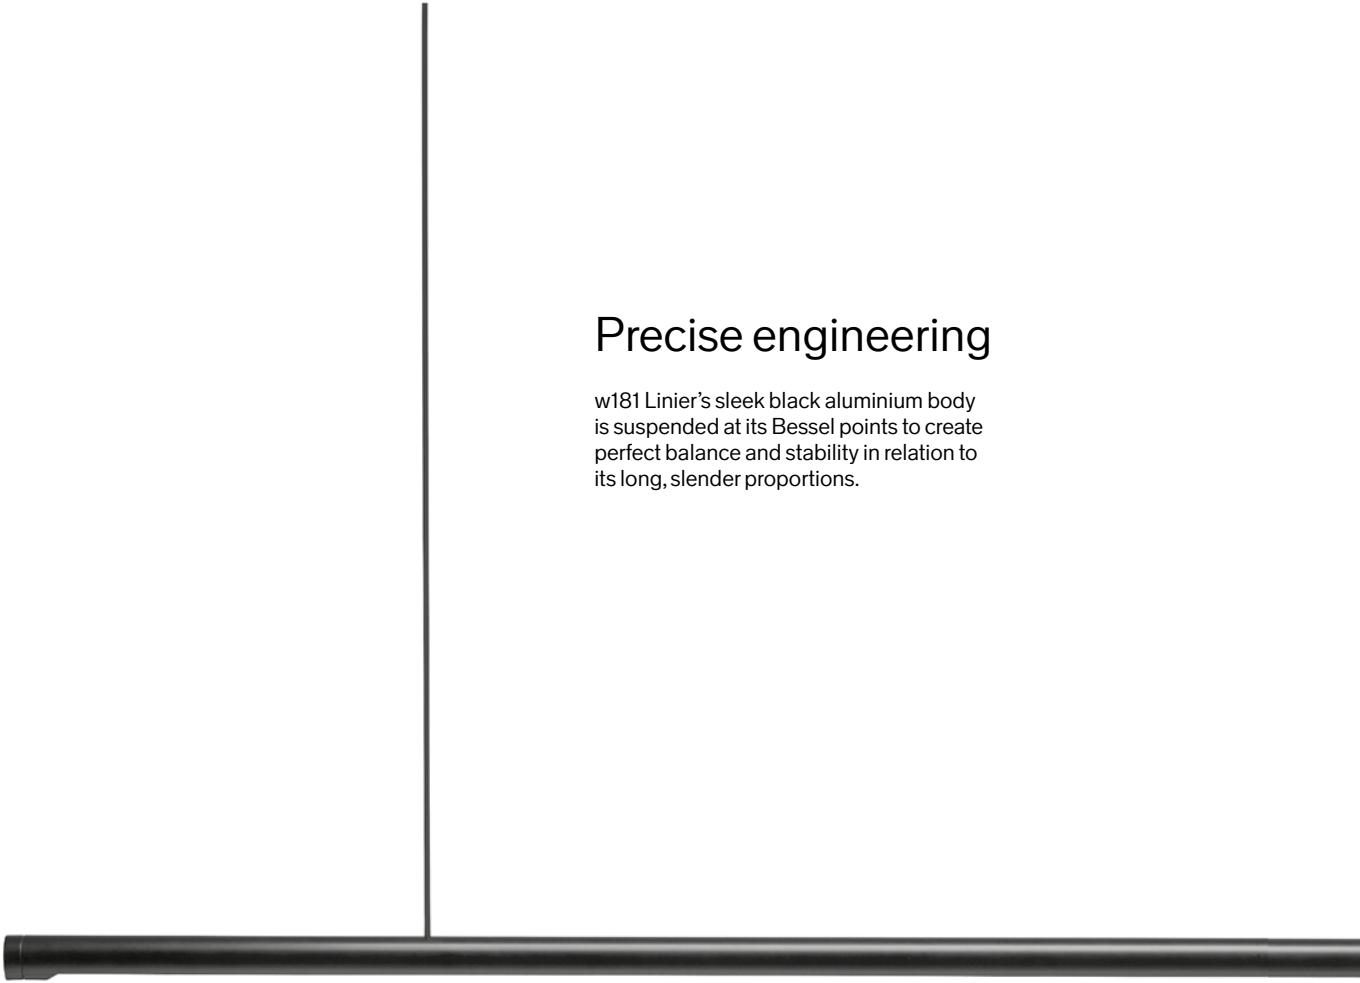 Precise engineering
w181 Linier’s sleek black aluminium body
is suspended at its Bessel points to create
perfect balance and stability in relation to
its long, slender proportions.